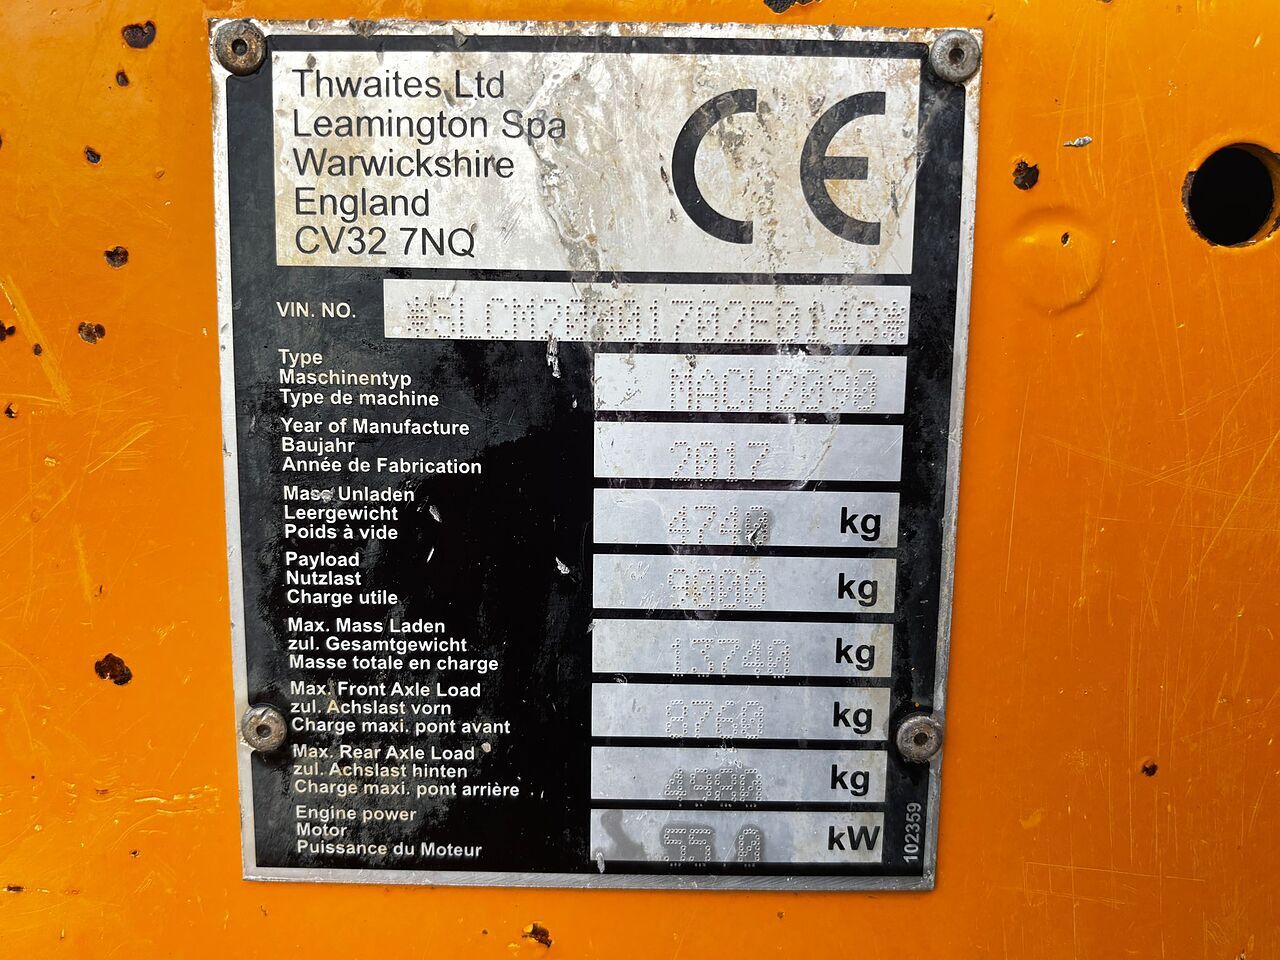 Thwaites Ltd
Leamington Spa
Warwickshire
England
CV32 7NQ
CE
VIN. NO.
Type
Maschinentyp
Type de machine
MACH2090
Year of Manufacture
Baujahr
Année de Fabrication
2017
Mass Unladen
Leergewicht
Poids à vide
4740 kg
Payload
Nutzlast
Charge utile
9000 kg
Max. Mass Laden
zul. Gesamtgewicht
Masse totale en charge
13740 kg
Max. Front Axle Load
zul. Achslast vorn
Charge maxi. pont avant
8760 kg
Max. Rear Axle Load
zul. Achslast hinten
Charge maxi. pont arrière
kg
Engine power
Motor
Puissance du Moteur
kW
102359